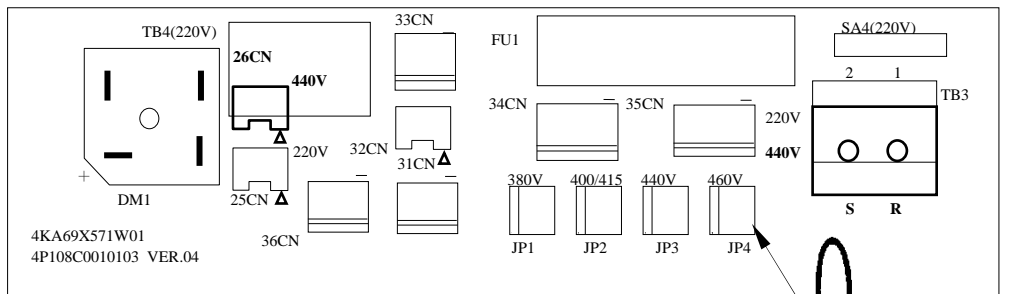 33CN
TB4(220V)
FU1
SA4(220V)
26CN
440V
2 1
TB3
34CN
35CN
220V
440V
32CN
31CN
220V
25CN
DM1
+
380V 400/415 440V 460V
S R
36CN
JP1 JP2 JP3 JP4
4KA69X571W01
4P108C0010103 VER.04